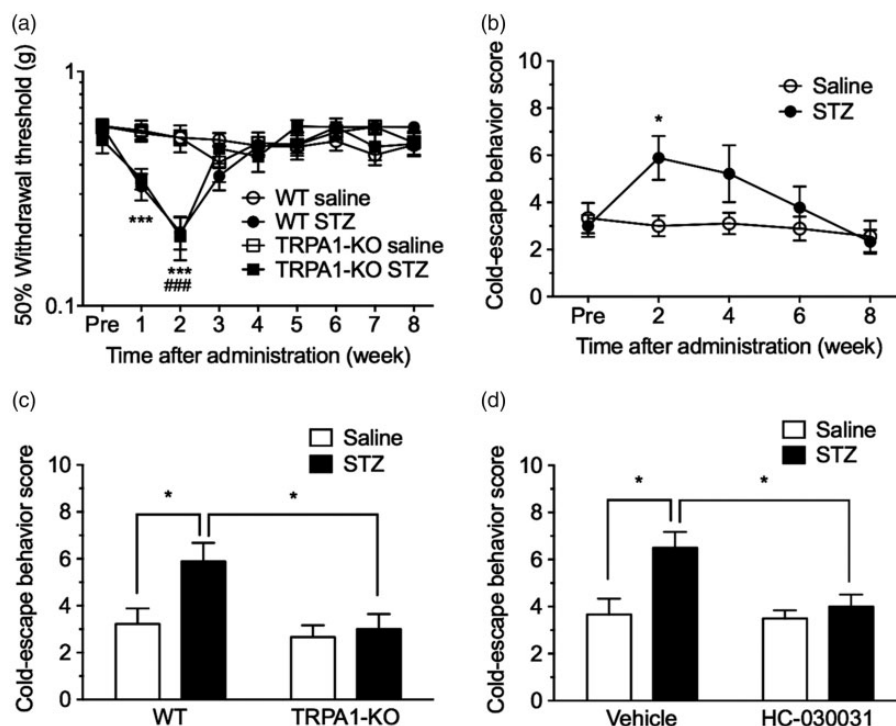 (a)
50% Withdrawal threshold (g)
1
0.1
***
***
###
WT saline
WT STZ
TRPA1-KO saline
TRPA1-KO STZ
Pre 1 2 3 4 5 6 7 8
Time after administration (week)
(b)
Cold-escape behavior score
10
8
6
4
2
0
*
Saline
STZ
Pre 2 4 6 8
Time after administration (week)
(c)
Cold-escape behavior score
Saline
STZ
10
8
6
4
2
0
* *
WT TRPA1-KO
(d)
Cold-escape behavior score
Saline
STZ
10
8
6
4
2
0
* *
Vehicle HC-030031